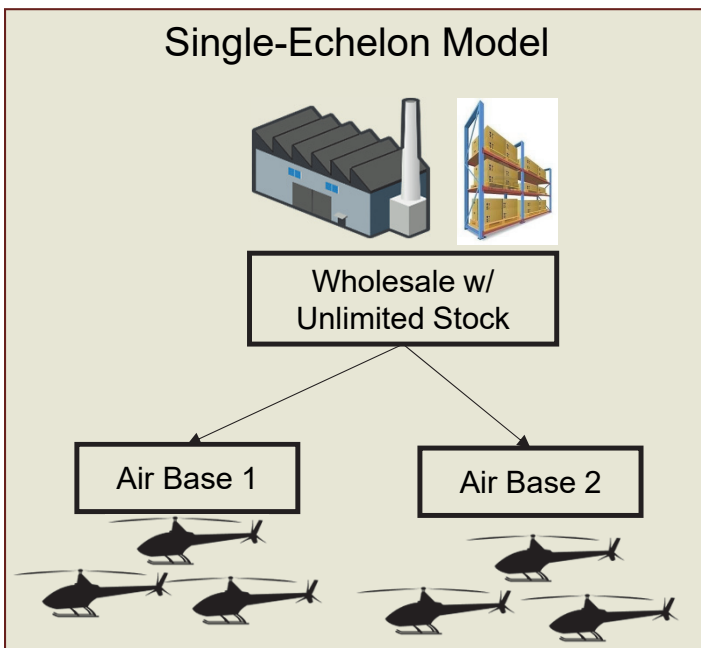 Single-Echelon Model
Wholesale w/
Unlimited Stock
Air Base 1
Air Base 2